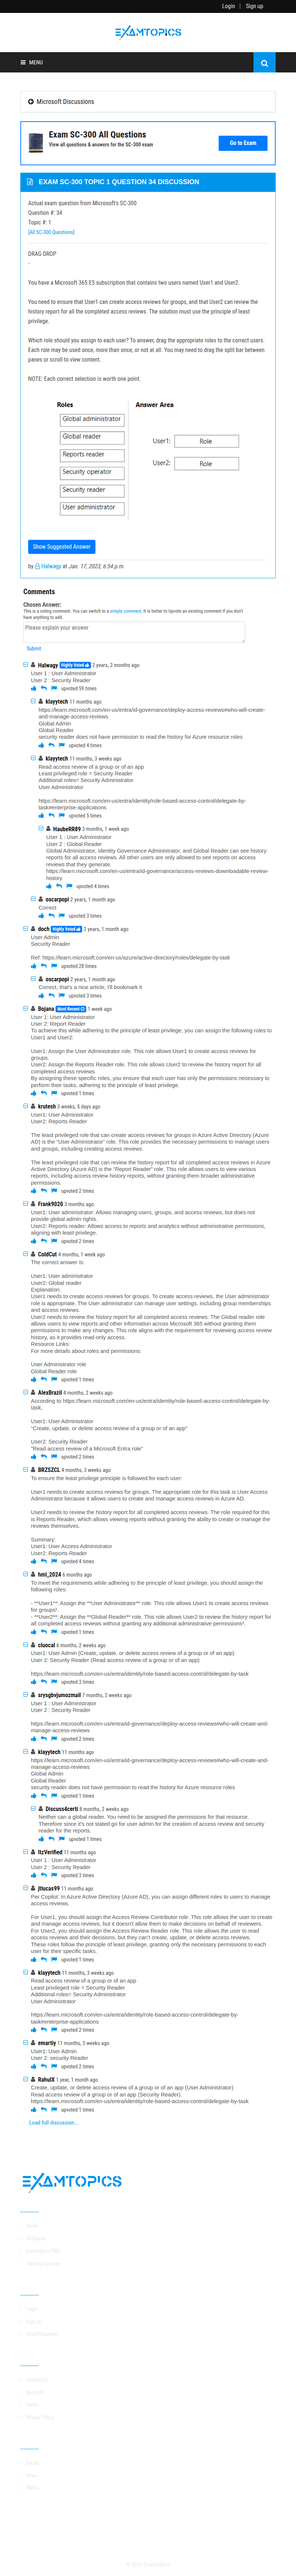 Login | Sign up
EXAMTOPICS
MENU
Microsoft Discussions
Exam SC-300 All Questions
View all questions & answers for the SC-300 exam
Go to Exam
EXAM SC-300 TOPIC 1 QUESTION 34 DISCUSSION
Actual exam question from Microsoft's SC-300
Question #: 34
Topic #: 1
[All SC-300 Questions]
DRAG DROP
-
You have a Microsoft 365 E5 subscription that contains two users named User1 and User2.
You need to ensure that User1 can create access reviews for groups, and that User2 can review the
history report for all the completed access reviews. The solution must use the principle of least
privilege.
Which role should you assign to each user? To answer, drag the appropriate roles to the correct users.
Each role may be used once, more than once, or not at all. You may need to drag the split bar between
panes or scroll to view content.
NOTE: Each correct selection is worth one point.
Roles
Answer Area
Global administrator
Global reader
Reports reader
Security operator
Security reader
User administrator
User1: Role
User2: Role
Show Suggested Answer
by Halwagy at Jan. 17, 2023, 6:54 p.m.
Comments
Chosen Answer:
This is a voting comment. You can switch to a simple comment. It is better to Upvote an existing comment if you don't
have anything to add.
Please explain your answer
Submit
Halwagy Highly Voted 2 years, 2 months ago
User 1 : User Administrator
User 2 : Security Reader
upvoted 59 times
klayytech 11 months ago
https://learn.microsoft.com/en-us/entra/id-governance/deploy-access-reviews#who-will-create-
and-manage-access-reviews
Global Admin
Global Reader
security reader does not have permission to read the history for Azure resource roles
upvoted 4 times
klayytech 11 months, 3 weeks ago
Read access review of a group or of an app
Least privileged role = Security Reader
Additional roles= Security Administrator
User Administrator
https://learn.microsoft.com/en-us/entra/identity/role-based-access-control/delegate-by-
task#enterprise-applications
upvoted 5 times
HaubeRR89 3 months, 1 week ago
User 1 : User Administrator
User 2 : Global Reader
Global Administrator, Identity Governance Administrator, and Global Reader can see history
reports for all access reviews. All other users are only allowed to see reports on access
reviews that they generate.
https://learn.microsoft.com/en-us/entra/id-governance/access-reviews-downloadable-review-
history
upvoted 4 times
oscarpopi 2 years, 1 month ago
Correct
upvoted 3 times
doch Highly Voted 2 years, 1 month ago
User Admin
Security Reader
Ref: https://learn.microsoft.com/en-us/azure/active-directory/roles/delegate-by-task
upvoted 28 times
oscarpopi 2 years, 1 month ago
Correct, that's a nice article, I'll bookmark it
upvoted 3 times
Bojana Most Recent 1 week ago
User 1: User Administrator
User 2: Report Reader
To achieve this while adhering to the principle of least privilege, you can assign the following roles to
User1 and User2:
User1: Assign the User Administrator role. This role allows User1 to create access reviews for
groups.
User2: Assign the Reports Reader role. This role allows User2 to review the history report for all
completed access reviews.
By assigning these specific roles, you ensure that each user has only the permissions necessary to
perform their tasks, adhering to the principle of least privilege.
upvoted 1 times
krutesh 3 weeks, 5 days ago
User1: User Administrator
User2: Reports Reader
The least privileged role that can create access reviews for groups in Azure Active Directory (Azure
AD) is the "User Administrator" role. This role provides the necessary permissions to manage users
and groups, including creating access reviews.
The least privileged role that can review the history report for all completed access reviews in Azure
Active Directory (Azure AD) is the "Report Reader" role. This role allows users to view various
reports, including access review history reports, without granting them broader administrative
permissions.
upvoted 2 times
Frank9020 3 months ago
User1: User administrator: Allows managing users, groups, and access reviews, but does not
provide global admin rights.
User2: Reports reader: Allows access to reports and analytics without administrative permissions,
aligning with least privilege.
upvoted 2 times
ColdCut 4 months, 1 week ago
The correct answer is:
User1: User administrator
User2: Global reader
Explanation:
User1 needs to create access reviews for groups. To create access reviews, the User administrator
role is appropriate. The User administrator can manage user settings, including group memberships
and access reviews.
User2 needs to review the history report for all completed access reviews. The Global reader role
allows users to view reports and other information across Microsoft 365 without granting them
permissions to make any changes. This role aligns with the requirement for reviewing access review
history, as it provides read-only access.
Resource Links:
For more details about roles and permissions:
User Administrator role
Global Reader role
upvoted 1 times
AlexBrazil 4 months, 2 weeks ago
According to https://learn.microsoft.com/en-us/entra/identity/role-based-access-control/delegate-by-
task,
User1: User Administrator
"Create, update, or delete access review of a group or of an app"
User2: Security Reader
"Read access review of a Microsoft Entra role"
upvoted 2 times
BRZSZCL 4 months, 3 weeks ago
To ensure the least privilege principle is followed for each user:
User1 needs to create access reviews for groups. The appropriate role for this task is User Access
Administrator because it allows users to create and manage access reviews in Azure AD.
User2 needs to review the history report for all completed access reviews. The role required for this
is Reports Reader, which allows viewing reports without granting the ability to create or manage the
reviews themselves.
Summary:
User1: User Access Administrator
User2: Reports Reader
upvoted 4 times
hml_2024 6 months ago
To meet the requirements while adhering to the principle of least privilege, you should assign the
following roles:
- **User1**: Assign the **User Administrator** role. This role allows User1 to create access reviews
for groups¹.
- **User2**: Assign the **Global Reader** role. This role allows User2 to review the history report for
all completed access reviews without granting any additional administrative permissions².
upvoted 1 times
cluocal 6 months, 2 weeks ago
User1: User Admin (Create, update, or delete access review of a group or of an app)
User 2: Security Reader (Read access review of a group or of an app)
https://learn.microsoft.com/en-us/entra/identity/role-based-access-control/delegate-by-task
upvoted 3 times
srysgbvjumozmail 7 months, 2 weeks ago
User 1 : User Administrator
User 2 : Security Reader
https://learn.microsoft.com/en-us/entra/id-governance/deploy-access-reviews#who-will-create-and-
manage-access-reviews
upvoted 2 times
klayytech 11 months ago
https://learn.microsoft.com/en-us/entra/id-governance/deploy-access-reviews#who-will-create-and-
manage-access-reviews
Global Admin
Global Reader
security reader does not have permission to read the history for Azure resource roles
upvoted 1 times
Discuss4certi 8 months, 2 weeks ago
Neither can a global reader. You need to be assigned the permissions for that resource.
Therefore since it's not stated go for user admin for the creation of access review and security
reader for the reports.
upvoted 1 times
ItzVerified 11 months ago
User 1 : User Administrator
User 2 : Security Reader
upvoted 3 times
jtlucas99 11 months ago
Per Copilot: In Azure Active Directory (Azure AD), you can assign different roles to users to manage
access reviews.
For User1, you should assign the Access Review Contributor role. This role allows the user to create
and manage access reviews, but it doesn't allow them to make decisions on behalf of reviewers.
For User2, you should assign the Access Review Reader role. This role allows the user to read
access reviews and their decisions, but they can't create, update, or delete access reviews.
These roles follow the principle of least privilege, granting only the necessary permissions to each
user for their specific tasks.
upvoted 1 times
klayytech 11 months, 3 weeks ago
Read access review of a group or of an app
Least privileged role = Security Reader
Additional roles= Security Administrator
User Administrator
https://learn.microsoft.com/en-us/entra/identity/role-based-access-control/delegate-by-
task#enterprise-applications
upvoted 2 times
emartiy 11 months, 3 weeks ago
User1: User Admin
User 2: security Reader
upvoted 2 times
RahulX 1 year, 1 month ago
Create, update, or delete access review of a group or of an app (User Administrator)
Read access review of a group or of an app (Security Reader).
https://learn.microsoft.com/en-us/entra/identity/role-based-access-control/delegate-by-task
upvoted 1 times
Load full discussion...
EXAMTOPICS